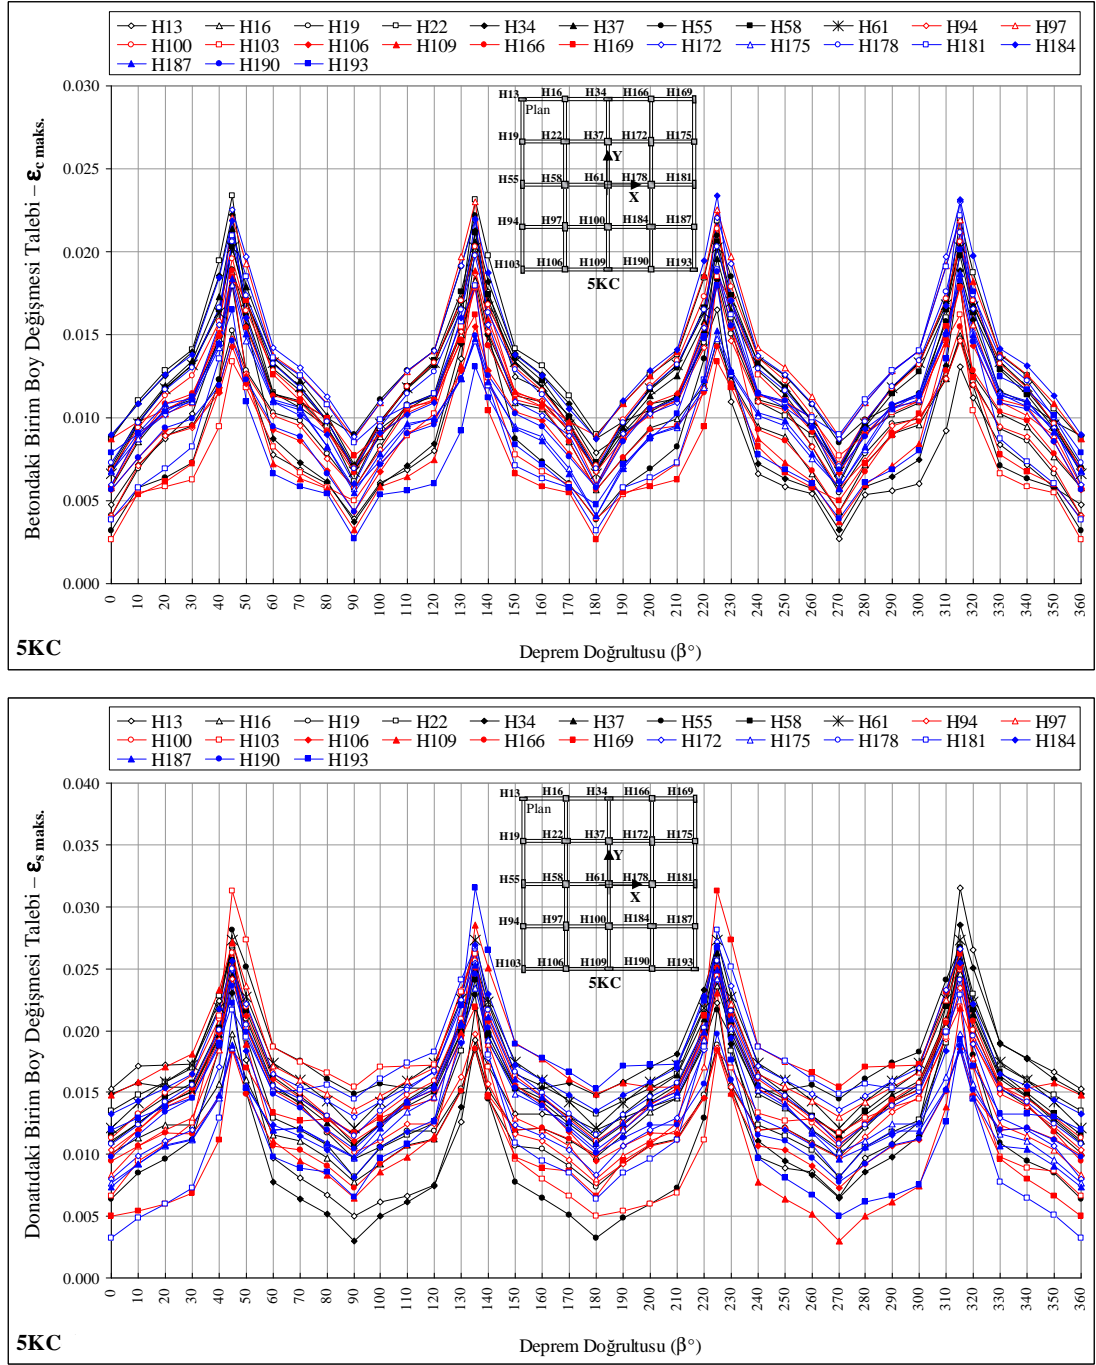 H13 H16 H19 H22 H34 H37 H55 H58 H61 H94 H97
H100 H103 H106 H109 H166 H169 H172 H175 H178 H181 H184
H187 H190 H193
Betondaki Birim Boy Değişmesi Talebi – εc maks.
0.030
0.025
0.020
0.015
0.010
0.005
0.000
H13 H16 H34 H166 H169
Plan
H19 H22 H37 H172 H175
Y
H55 H58 H61 H178 H181
X
H94 H97 H100 H184 H187
H103 H106 H109 H190 H193
5KC
0 10 20 30 40 50 60 70 80 90 100 110 120 130 140 150 160 170 180 190 200 210 220 230 240 250 260 270 280 290 300 310 320 330 340 350 360
5KC
Deprem Doğrultusu (β°)
H13 H16 H19 H22 H34 H37 H55 H58 H61 H94 H97
H100 H103 H106 H109 H166 H169 H172 H175 H178 H181 H184
H187 H190 H193
Donatıdaki Birim Boy Değişmesi Talebi – εs maks.
0.040
0.035
0.030
0.025
0.020
0.015
0.010
0.005
0.000
H13 H16 H34 H166 H169
Plan
H19 H22 H37 H172 H175
Y
H55 H58 H61 H178 H181
X
H94 H97 H100 H184 H187
H103 H106 H109 H190 H193
5KC
0 10 20 30 40 50 60 70 80 90 100 110 120 130 140 150 160 170 180 190 200 210 220 230 240 250 260 270 280 290 300 310 320 330 340 350 360
5KC
Deprem Doğrultusu (β°)